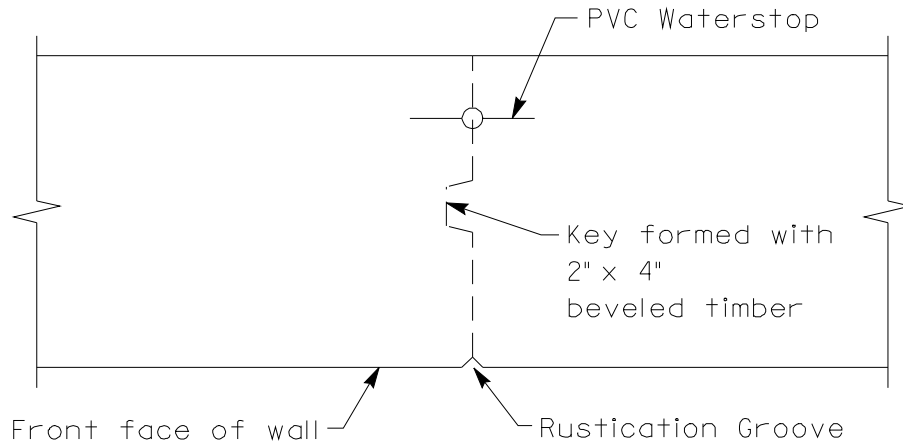 PVC Waterstop
Key formed with
2" x 4"
beveled timber
Front face of wall
Rustication Groove